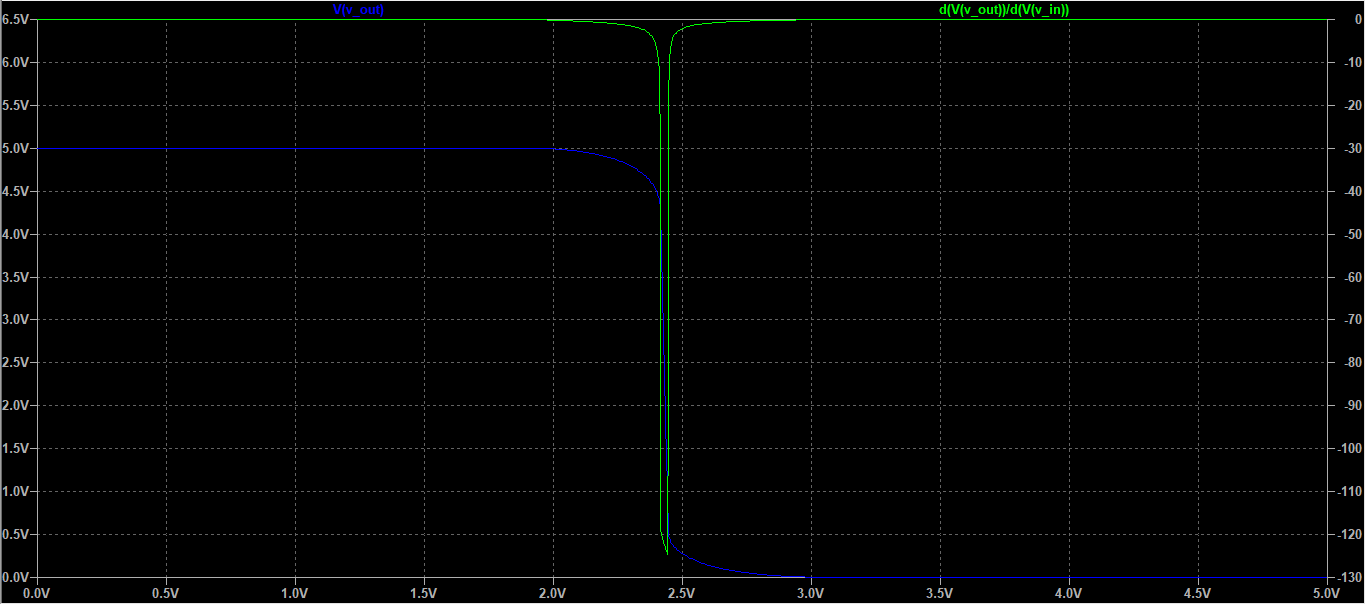 V(v_out) d(V(v_out))/d(V(v_in))
6.5V 0
6.0V -10
5.5V -20
5.0V -30
4.5V -40
4.0V -50
3.5V -60
3.0V -70
2.5V -80
2.0V -90
1.5V -100
1.0V -110
0.5V -120
0.0V -130
0.0V 0.5V 1.0V 1.5V 2.0V 2.5V 3.0V 3.5V 4.0V 4.5V 5.0V